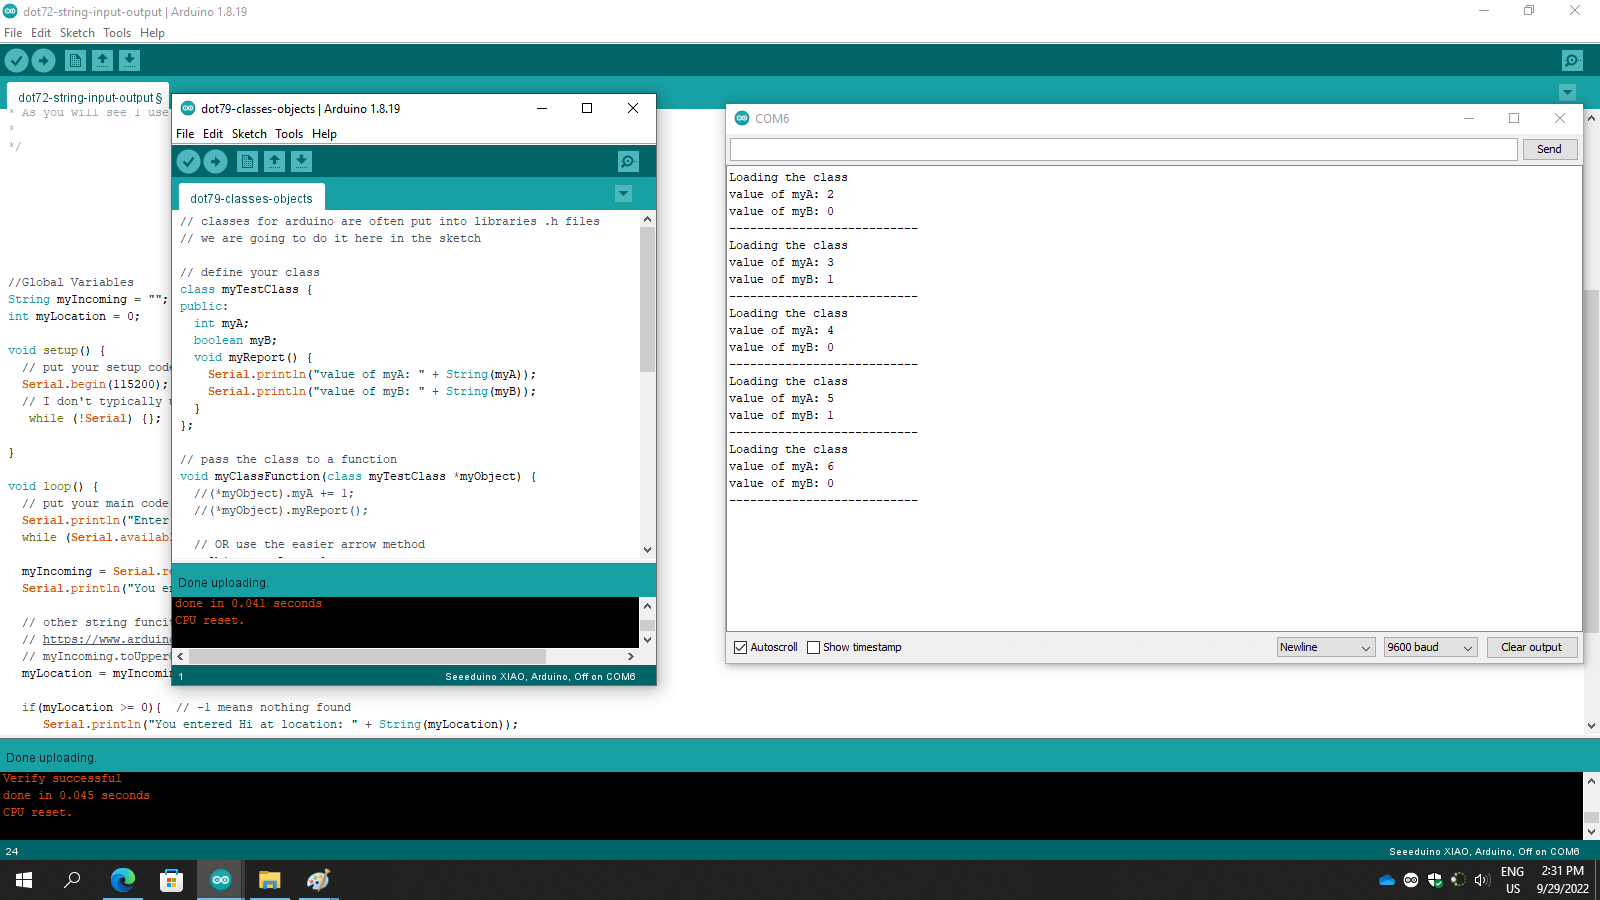 dot72-string-input-output | Arduino 1.8.19
File Edit Sketch Tools Help
dot72-string-input-output §
* As you will see I use
*
*/
//Global Variables
String myIncoming = "";
int myLocation = 0;
void setup() {
// put your setup code
Serial.begin(115200);
// I don't typically
while (!Serial) {};
}
void loop() {
// put your main code
Serial.println("Enter
while (Serial.availabl
myIncoming = Serial.re
Serial.println("You en
// other string funcit
// https://www.arduin
// myIncoming.toUpper
myLocation = myIncomin
if(myLocation >= 0){ // -1 means nothing found
Serial.println("You entered Hi at location: " + String(myLocation));
Done uploading.
Verify successful
done in 0.045 seconds
CPU reset.
24
Seeeduino XIAO, Arduino, Off on COM6
dot79-classes-objects | Arduino 1.8.19
File Edit Sketch Tools Help
dot79-classes-objects
// classes for arduino are often put into libraries .h files
// we are going to do it here in the sketch
// define your class
class myTestClass {
public:
int myA;
boolean myB;
void myReport() {
Serial.println("value of myA: " + String(myA));
Serial.println("value of myB: " + String(myB));
}
};
// pass the class to a function
void myClassFunction(class myTestClass *myObject) {
//(*myObject).myA += 1;
//(*myObject).myReport();
// OR use the easier arrow method
Done uploading.
done in 0.041 seconds
CPU reset.
1
Seeeduino XIAO, Arduino, Off on COM6
COM6
Send
Loading the class
value of myA: 2
value of myB: 0
---------------------------
Loading the class
value of myA: 3
value of myB: 1
---------------------------
Loading the class
value of myA: 4
value of myB: 0
---------------------------
Loading the class
value of myA: 5
value of myB: 1
---------------------------
Loading the class
value of myA: 6
value of myB: 0
---------------------------
Autoscroll Show timestamp
Newline
9600 baud
Clear output
ENG
US
2:31 PM
9/29/2022